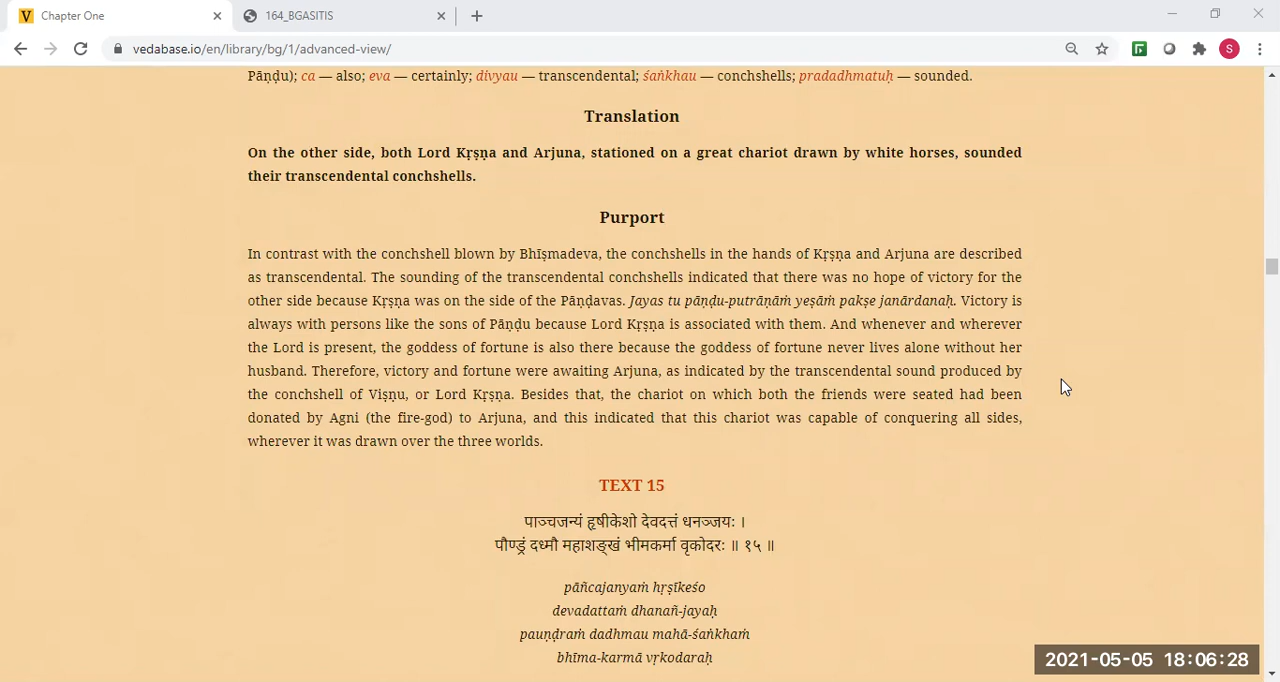 Chapter One
164_BGASITIS
vedabase.io/en/library/bg/1/advanced-view/
S
Pāṇḍu); ca — also; eva — certainly; divyau — transcendental; śaṅkhau — conchshells; pradadhmatuḥ — sounded.
Translation
On the other side, both Lord Kṛṣṇa and Arjuna, stationed on a great chariot drawn by white horses, sounded
their transcendental conchshells.
Purport
In contrast with the conchshell blown by Bhīṣmadeva, the conchshells in the hands of Kṛṣṇa and Arjuna are described
as transcendental. The sounding of the transcendental conchshells indicated that there was no hope of victory for the
other side because Kṛṣṇa was on the side of the Pāṇḍavas. Jayas tu pāṇḍu-putrāṇāṁ yeṣāṁ pakṣe janārdanaḥ. Victory is
always with persons like the sons of Pāṇḍu because Lord Kṛṣṇa is associated with them. And whenever and wherever
the Lord is present, the goddess of fortune is also there because the goddess of fortune never lives alone without her
husband. Therefore, victory and fortune were awaiting Arjuna, as indicated by the transcendental sound produced by
the conchshell of Viṣṇu, or Lord Kṛṣṇa. Besides that, the chariot on which both the friends were seated had been
donated by Agni (the fire-god) to Arjuna, and this indicated that this chariot was capable of conquering all sides,
wherever it was drawn over the three worlds.
TEXT 15
पाञ्चजन्यं हृषीकेशो देवदत्तं धनञ्जयः ।
पौण्ड्रं दध्मौ महाशङ्खं भीमकर्मा वृकोदरः ॥ १५ ॥
pāñcajanyaṁ hṛṣīkeśo
devadattaṁ dhanañ-jayaḥ
pauṇḍraṁ dadhmau mahā-śaṅkhaṁ
bhīma-karmā vṛkodaraḥ
2021-05-05 18:06:28